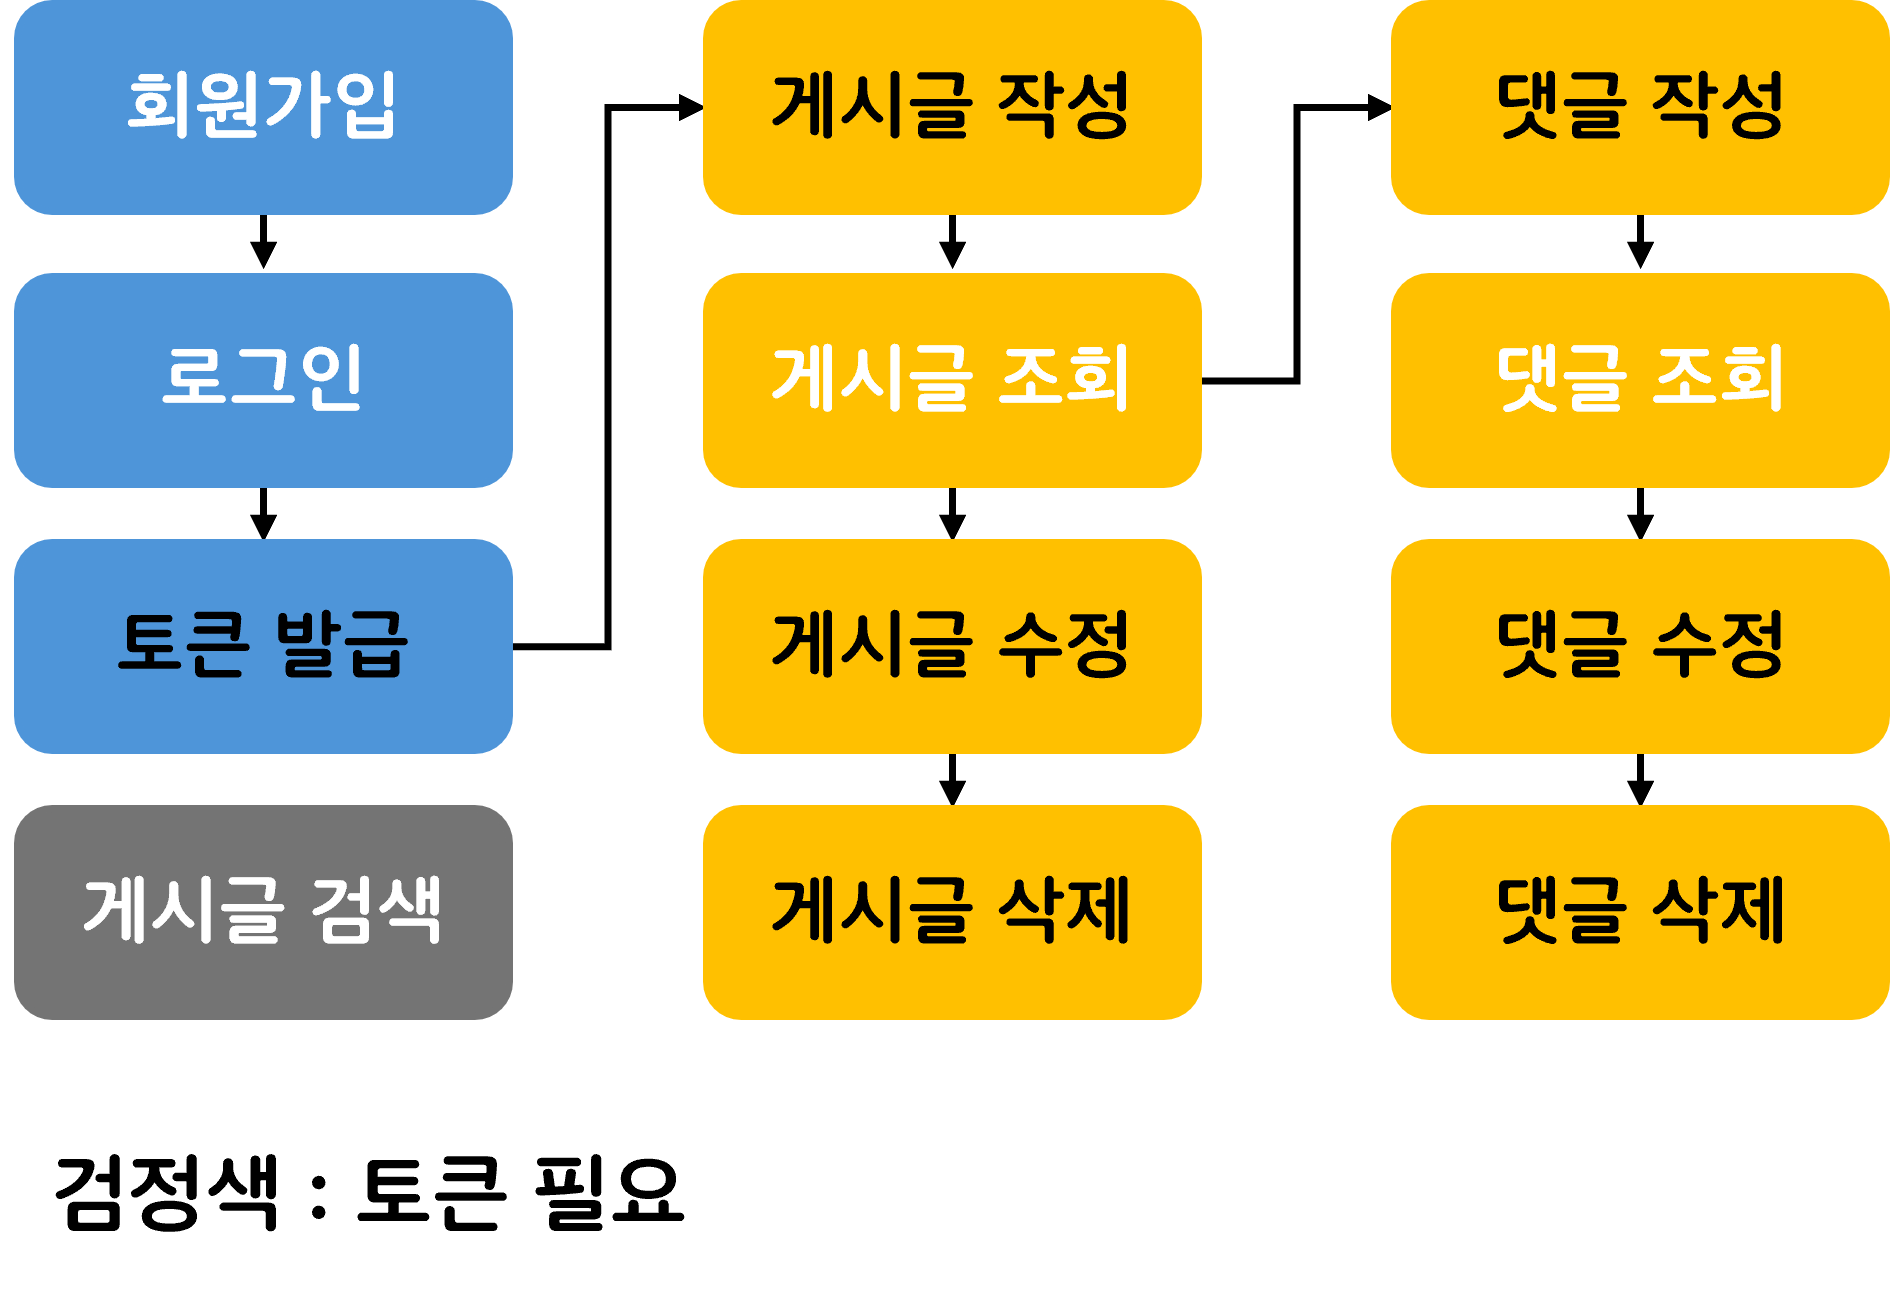 회원가입
로그인
토큰 발급
게시글 검색
게시글 작성
게시글 조회
게시글 수정
게시글 삭제
댓글 작성
댓글 조회
댓글 수정
댓글 삭제
검정색 : 토큰 필요